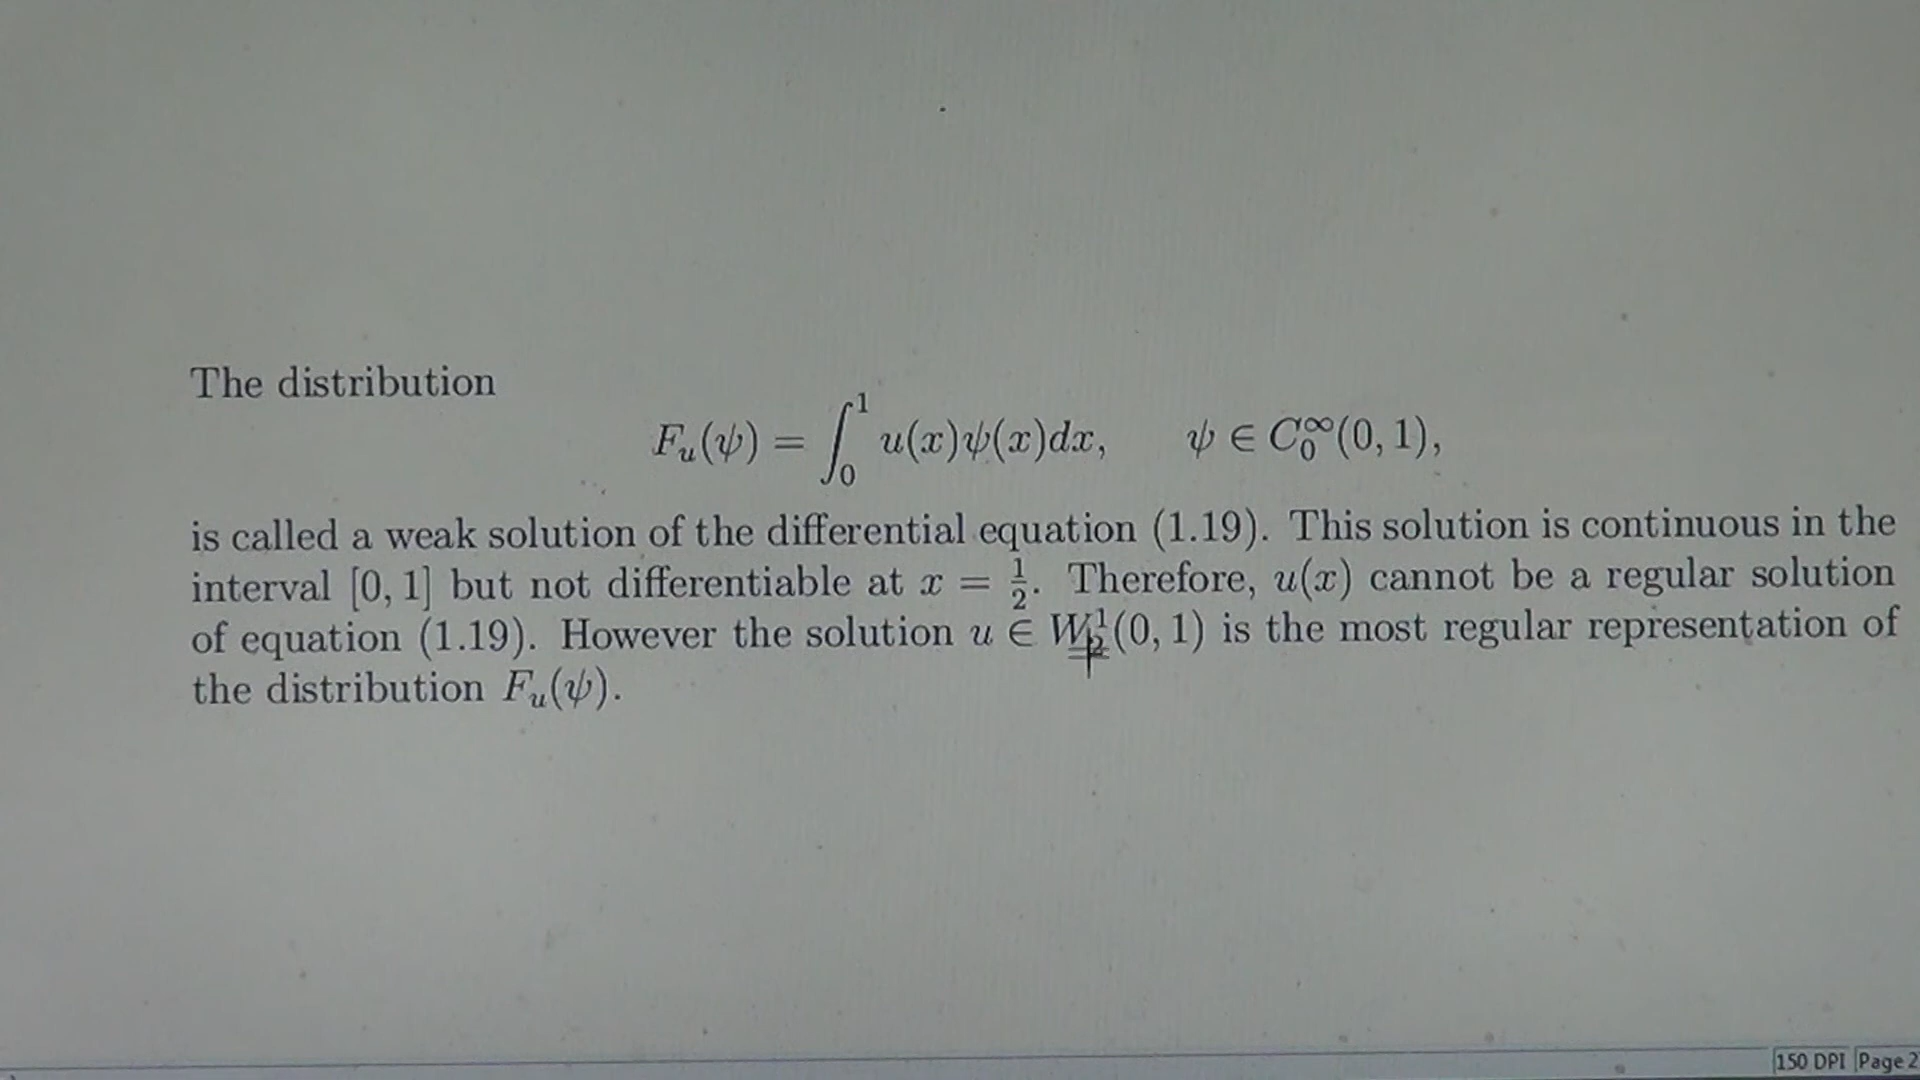 The distribution
F_u(ψ) = ∫_0^1 u(x)ψ(x)dx, ψ ∈ C_0^∞(0, 1),
is called a weak solution of the differential equation (1.19). This solution is continuous in the
interval [0, 1] but not differentiable at x = 1/2. Therefore, u(x) cannot be a regular solution
of equation (1.19). However the solution u ∈ W_2^1(0, 1) is the most regular representation of
the distribution F_u(ψ).
150 DPI Page 2